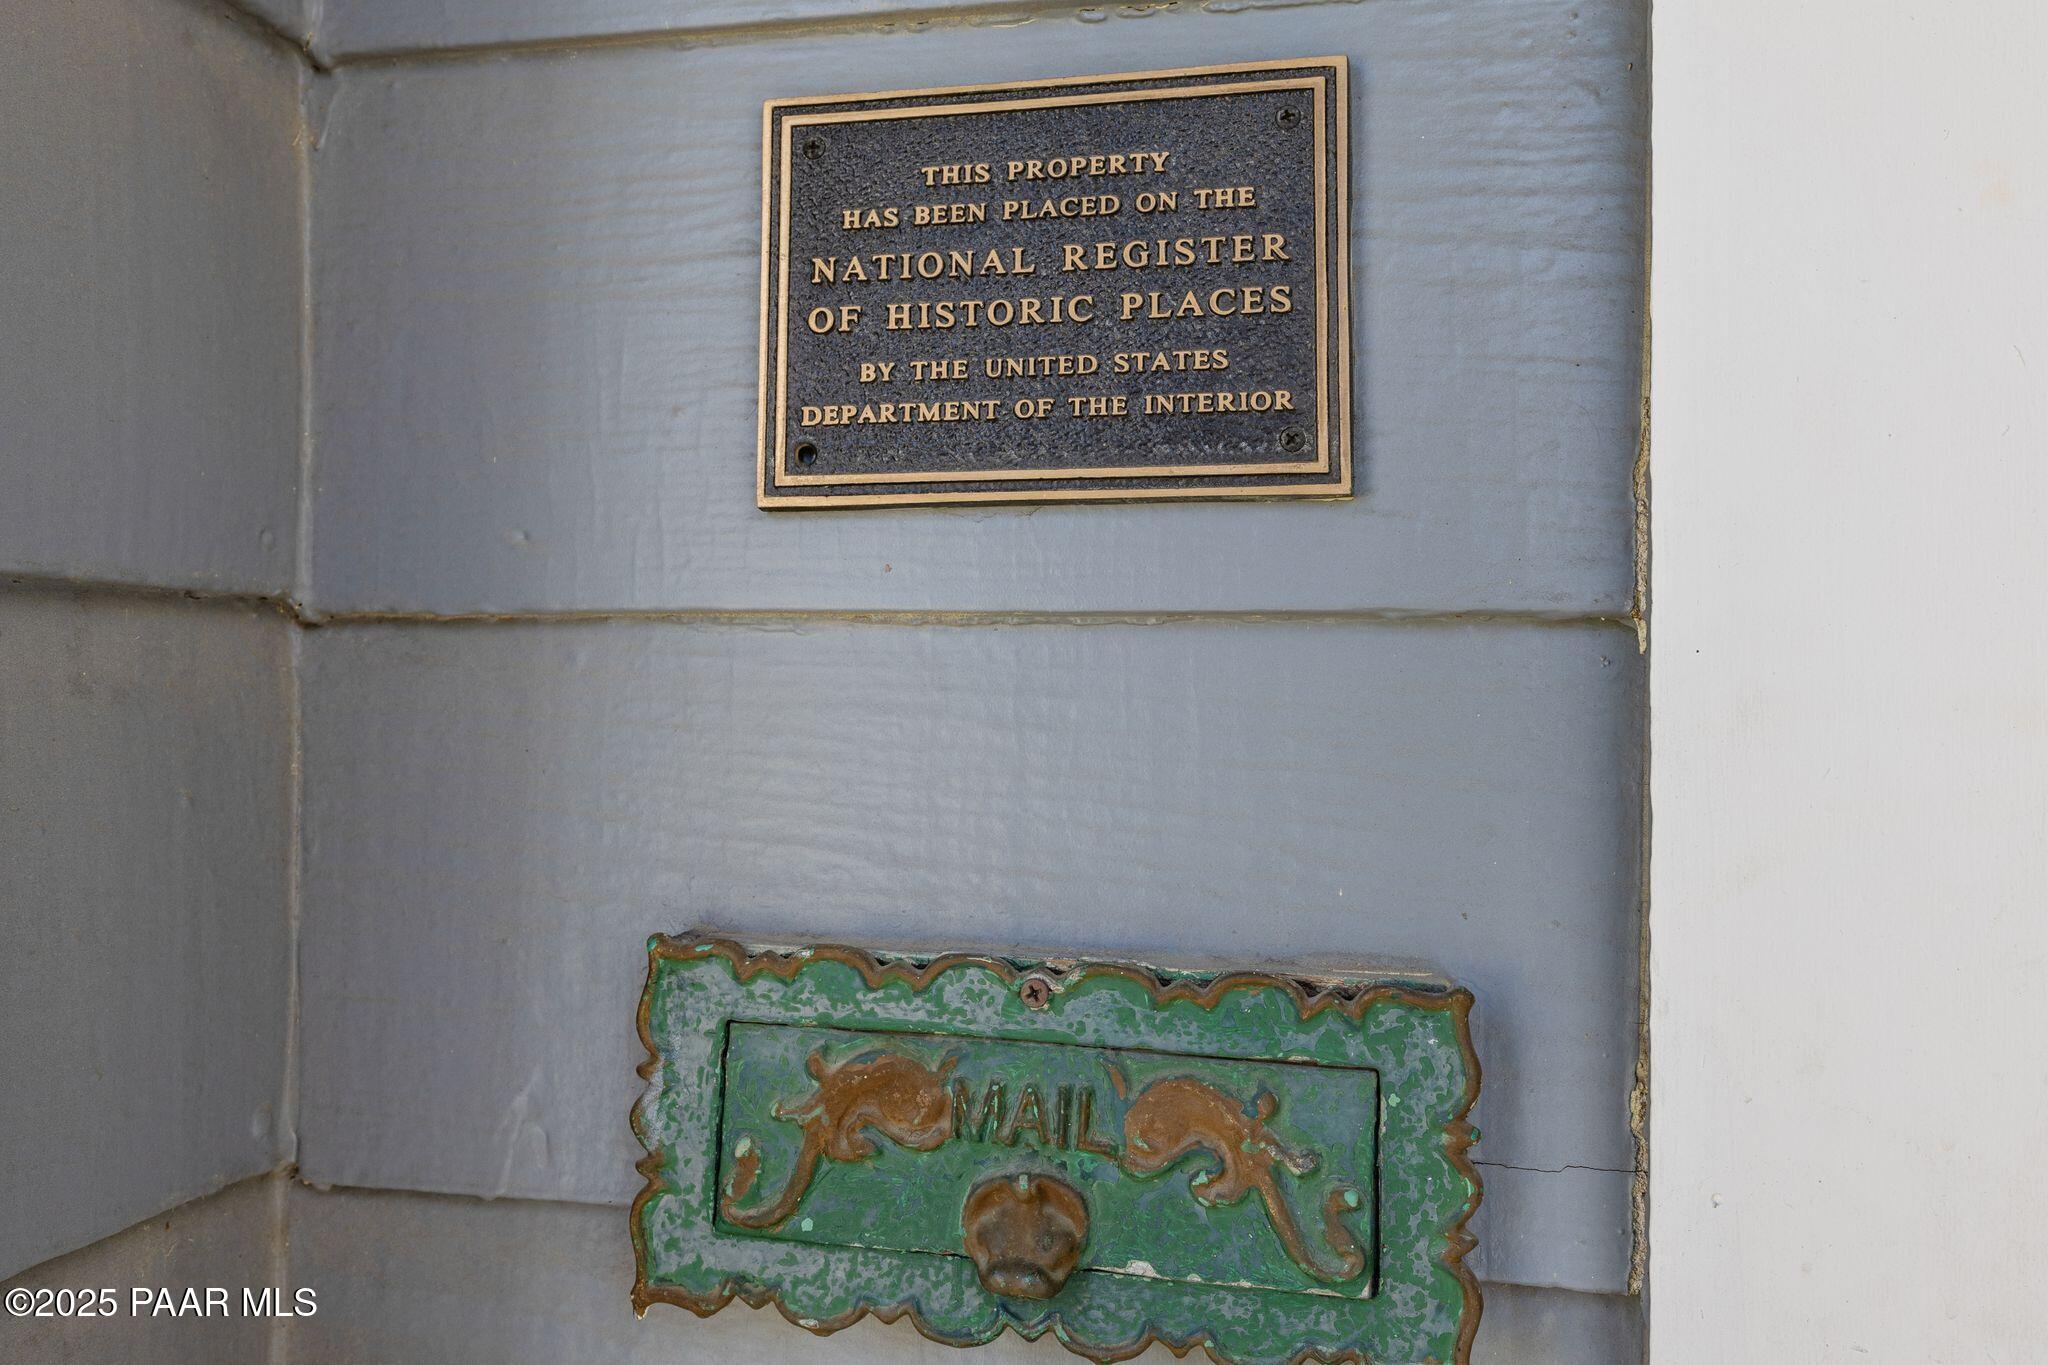 THIS PROPERTY
HAS BEEN PLACED ON THE
NATIONAL REGISTER
OF HISTORIC PLACES
BY THE UNITED STATES
DEPARTMENT OF THE INTERIOR
MAIL
©2025 PAAR MLS